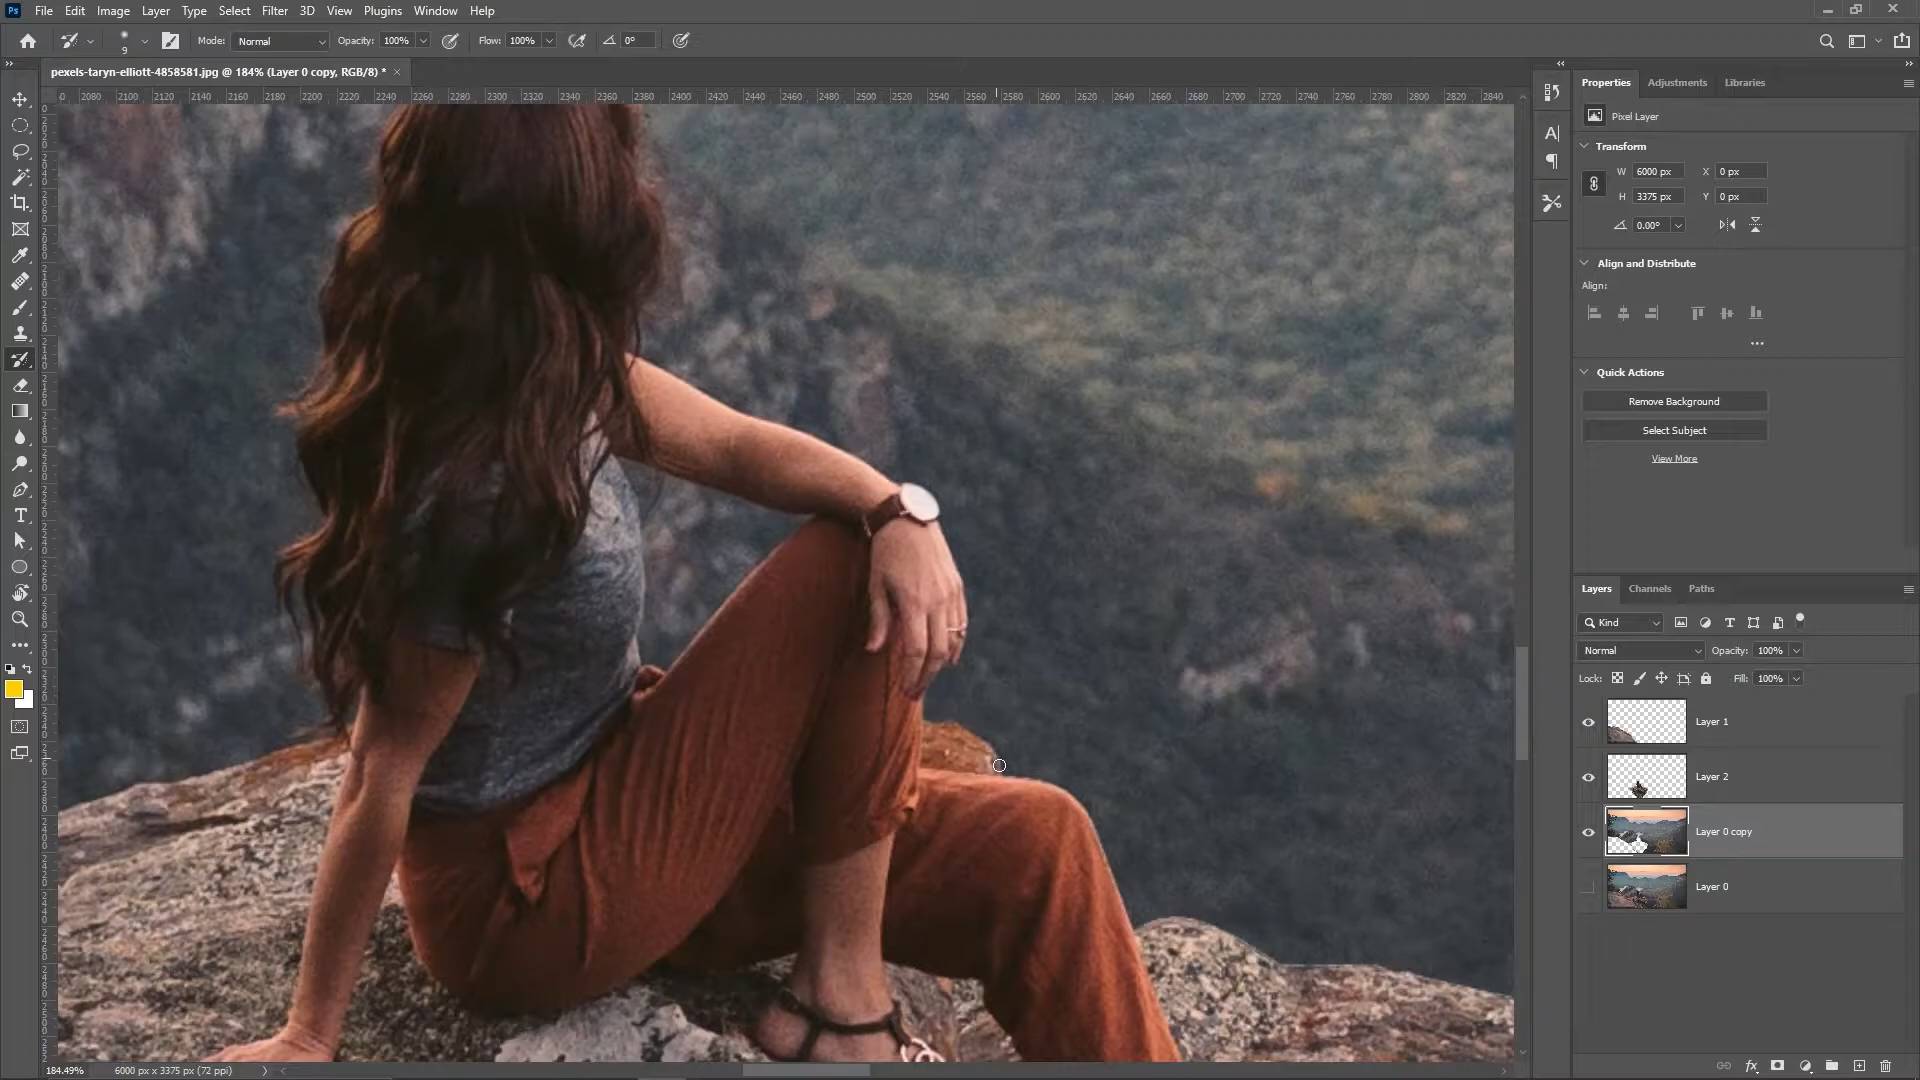 Ps File Edit Image Layer Type Select Filter 3D View Plugins Window Help
9 Mode: Normal Opacity: 100% Flow: 100% 0°
pexels-taryn-elliott-4858581.jpg @ 184% (Layer 0 copy, RGB/8) *
0 2080 2100 2120 2140 2160 2180 2200 2220 2240 2260 2280 2300 2320 2340 2360 2380 2400 2420 2440 2460 2480 2500 2520 2540 2560 2580 2600 2620 2640 2660 2680 2700 2720 2740 2760 2780 2800 2820 2840
Properties Adjustments Libraries
Pixel Layer
Transform
W 6000 px X 0 px
H 3375 px Y 0 px
0.00°
Align and Distribute
Align:
Quick Actions
Remove Background
Select Subject
View More
Layers Channels Paths
Kind
Normal Opacity: 100%
Lock: Fill: 100%
Layer 1
Layer 2
Layer 0 copy
Layer 0
184.49% 6000 px x 3375 px (72 ppi)